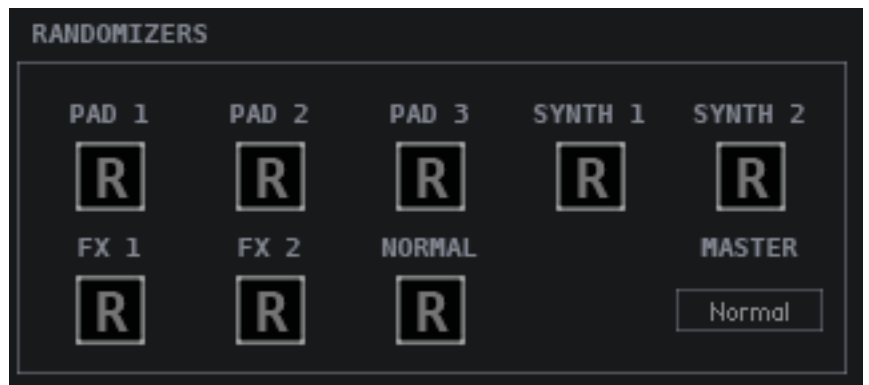 RANDOMIZERS
PAD 1 PAD 2 PAD 3 SYNTH 1 SYNTH 2
R R R R R
FX 1 FX 2 NORMAL MASTER
R R R Normal